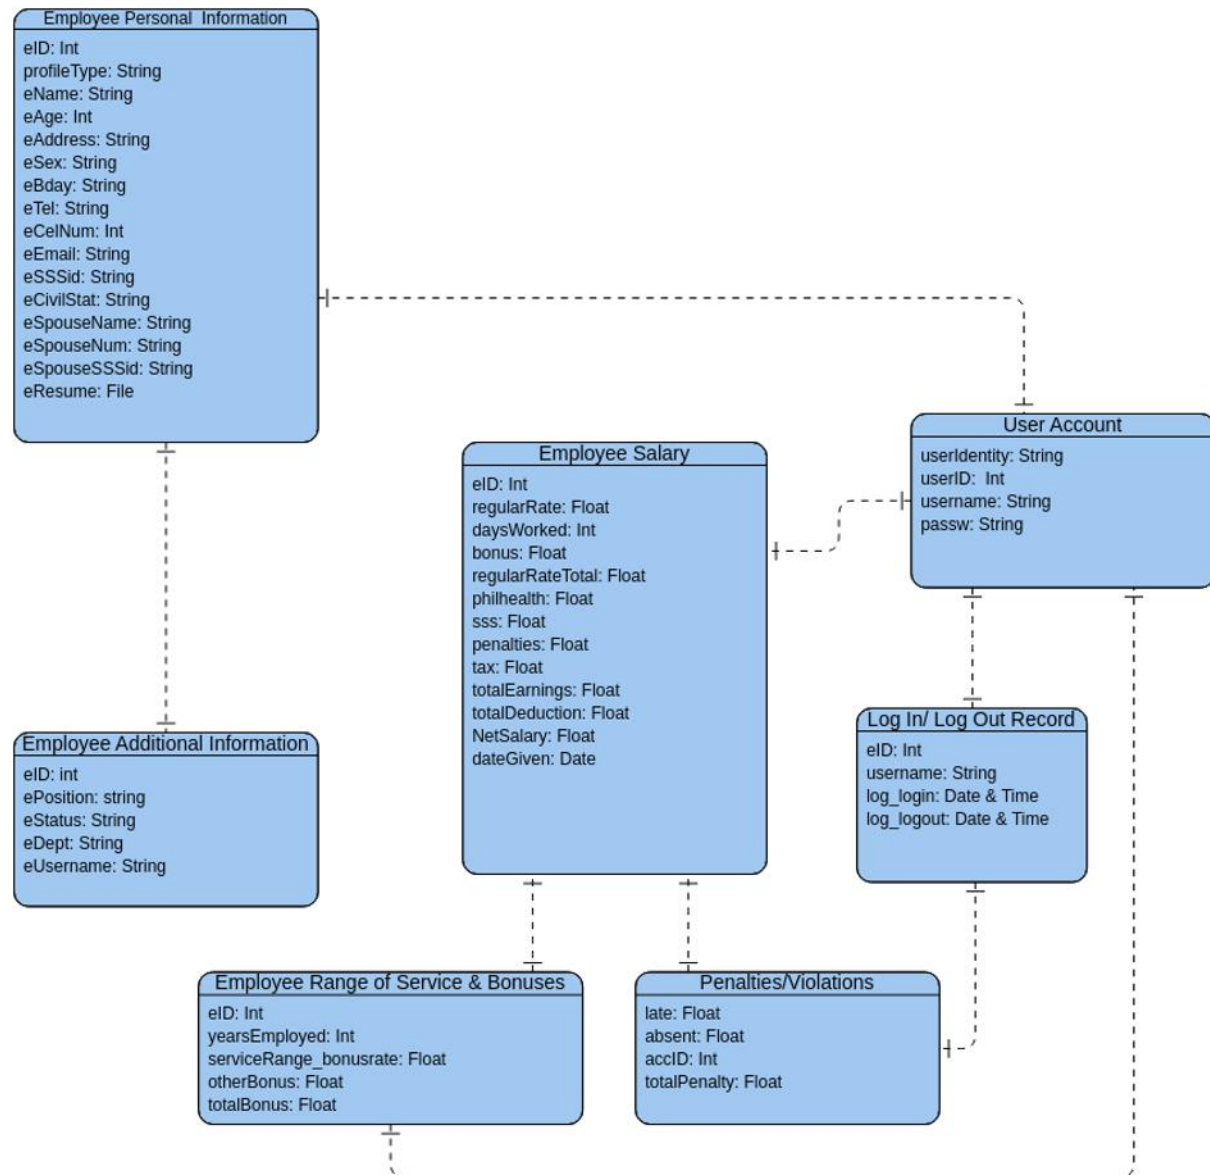 Employee Personal Information
eID: Int
profileType: String
eName: String
eAge: Int
eAddress: String
eSex: String
eBday: String
eTel: String
eCelNum: Int
eEmail: String
eSSSid: String
eCivilStat: String
eSpouseName: String
eSpouseNum: String
eSpouseSSSid: String
eResume: File
User Account
userIdentity: String
userID: Int
username: String
passw: String
Employee Salary
eID: Int
regularRate: Float
daysWorked: Int
bonus: Float
regularRateTotal: Float
philhealth: Float
sss: Float
penalties: Float
tax: Float
totalEarnings: Float
totalDeduction: Float
NetSalary: Float
dateGiven: Date
Log In/ Log Out Record
eID: Int
username: String
log_login: Date & Time
log_logout: Date & Time
Employee Additional Information
eID: int
ePosition: string
eStatus: String
eDept: String
eUsername: String
Employee Range of Service & Bonuses
eID: Int
yearsEmployed: Int
serviceRange_bonusrate: Float
otherBonus: Float
totalBonus: Float
Penalties/Violations
late: Float
absent: Float
accID: Int
totalPenalty: Float